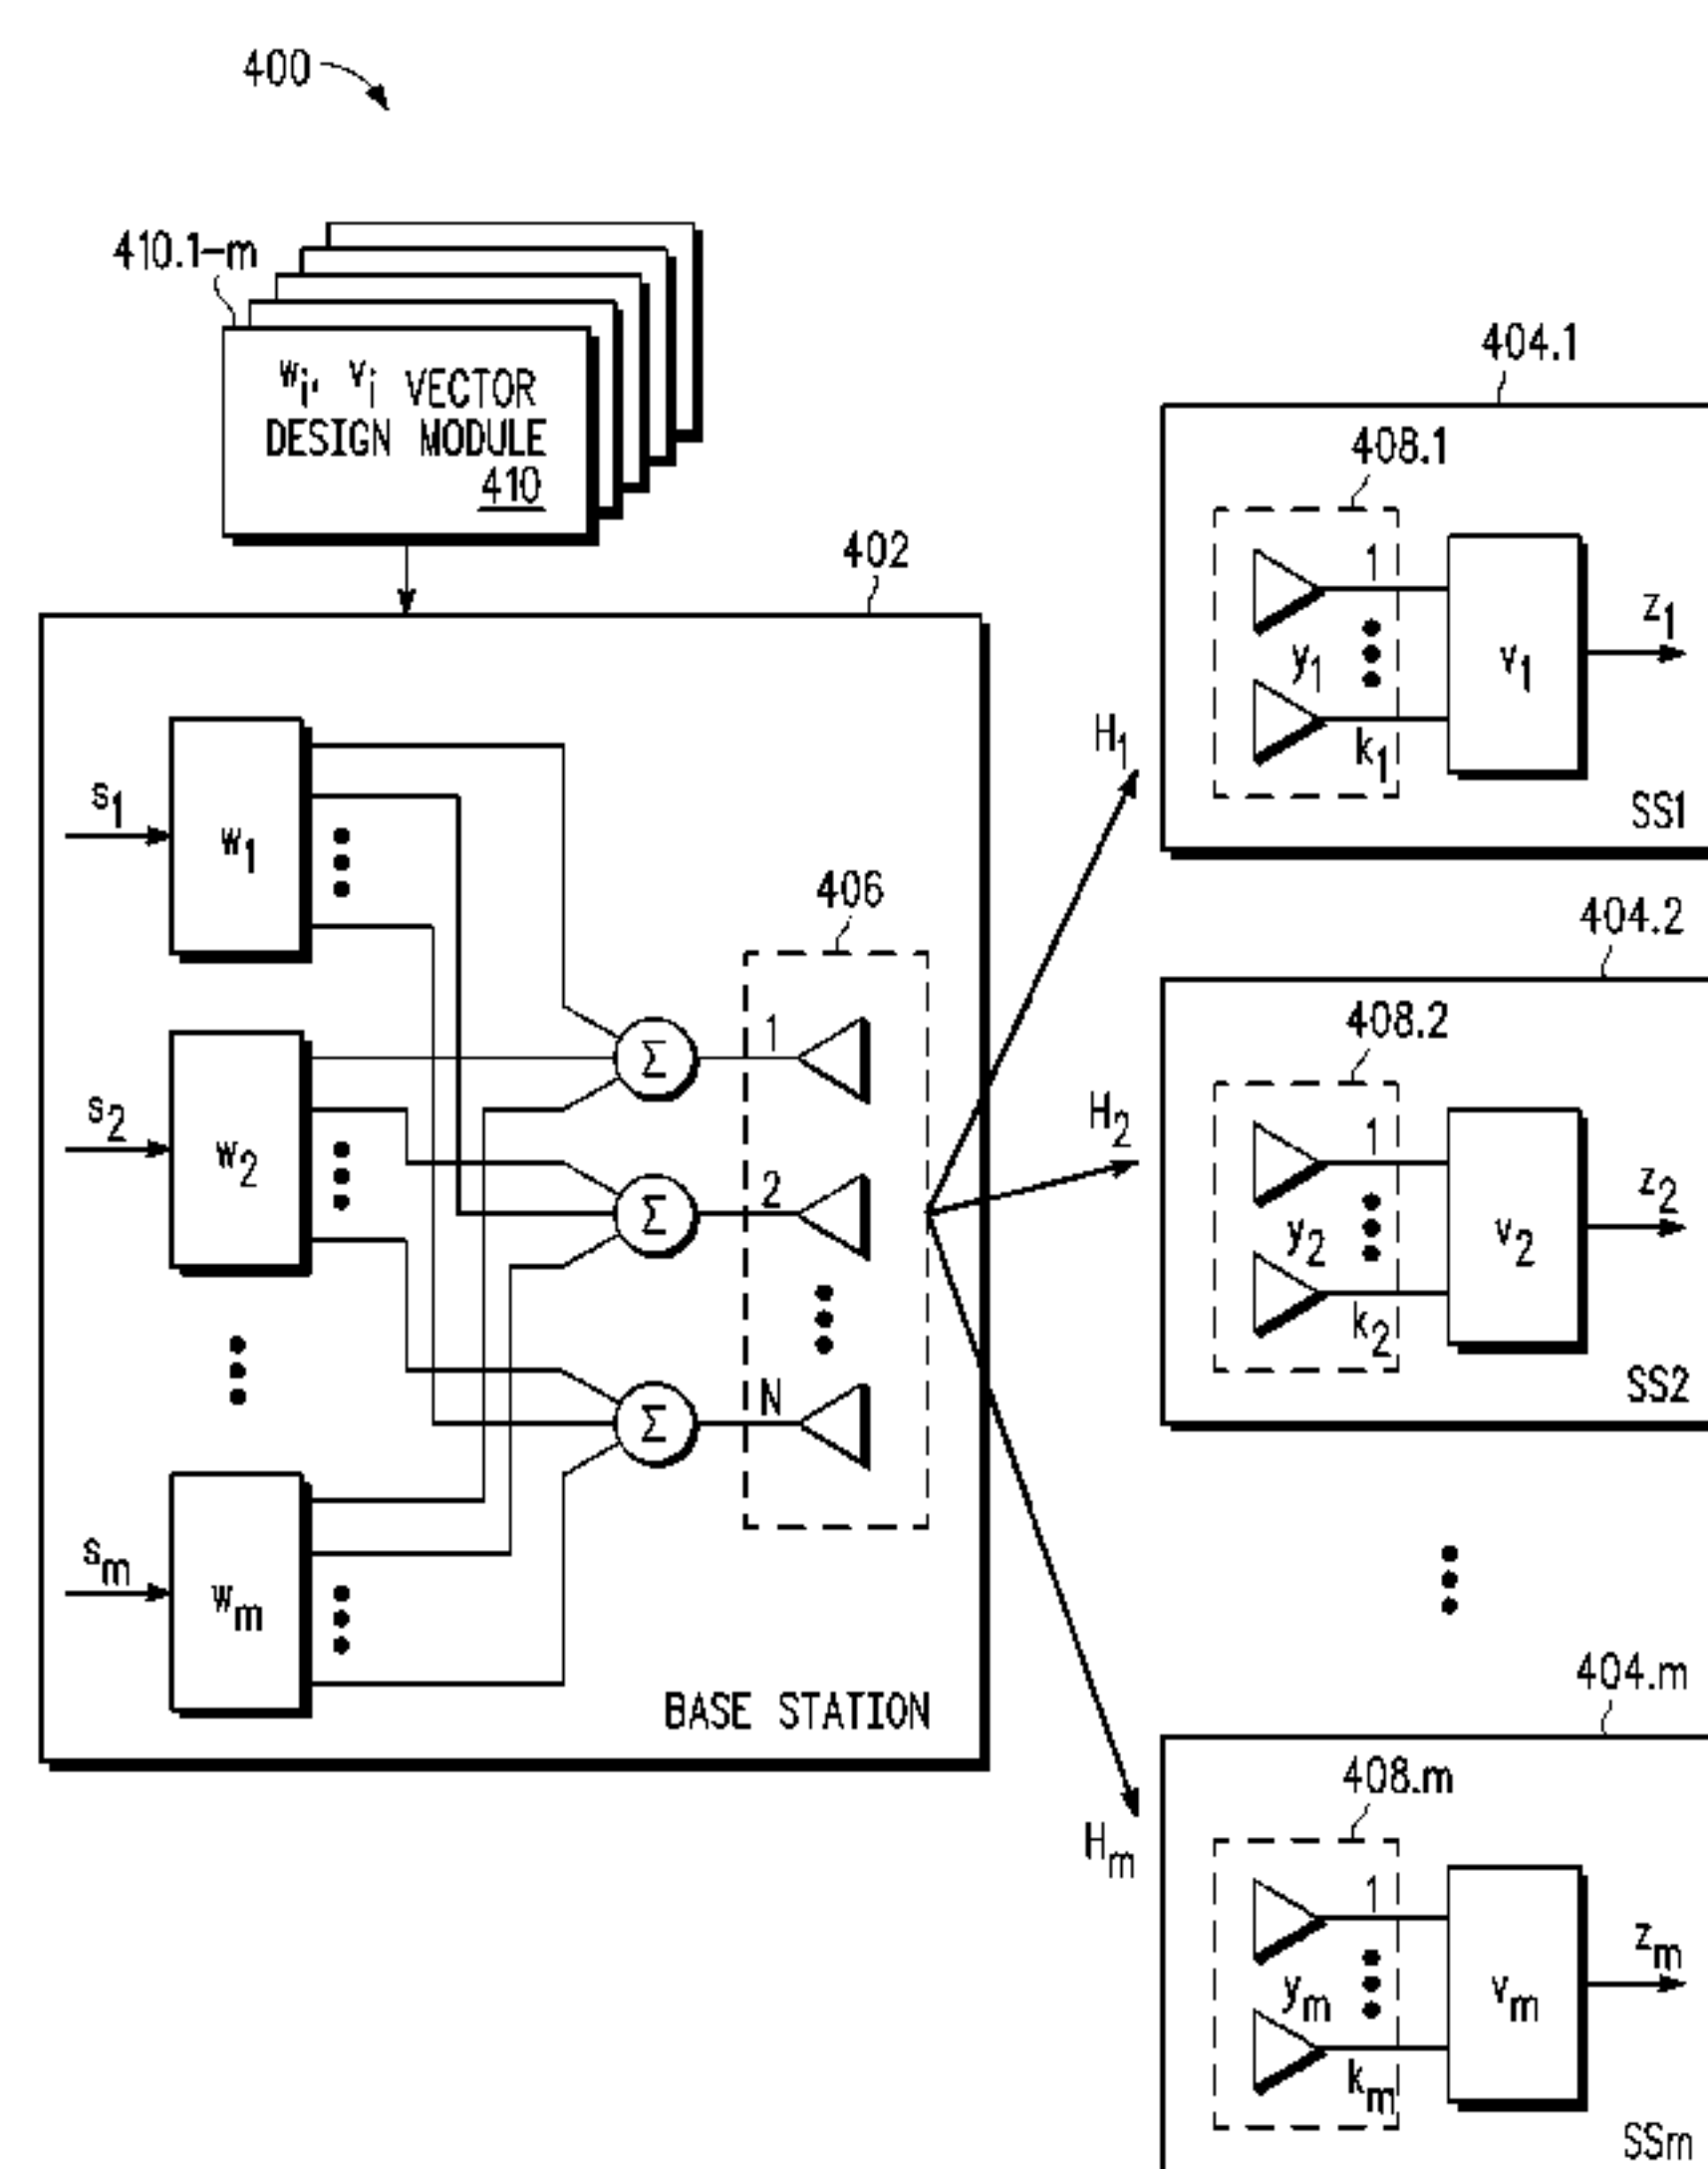 400
410.1-m
wi, vi VECTOR
DESIGN MODULE
410
402
s1
w1
s2
w2
sm
wm
Σ
Σ
Σ
406
1
2
N
BASE STATION
H1
H2
Hm
404.1
408.1
1
y1
k1
v1
z1
SS1
404.2
408.2
1
y2
k2
v2
z2
SS2
404.m
408.m
1
ym
km
vm
zm
SSm